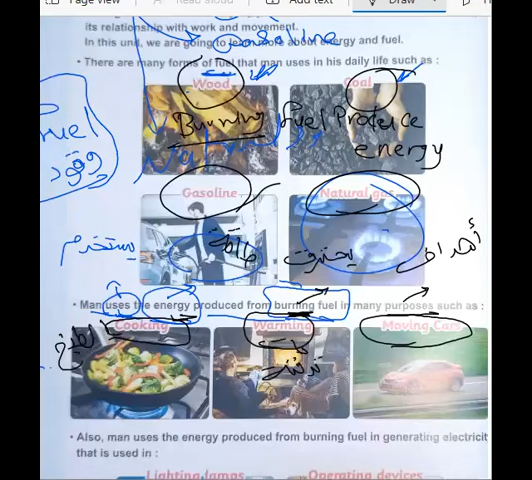 Page view
Read aloud
Add text
Draw
its relationship with work and movement.
Gasoline
In this unit, we are going to learn more about energy and fuel.
• There are many forms of fuel that man uses in his daily life such as :
Wood
Coal
Fuel
وقود
Burning fuel Produce
energy
Gasoline
Natural gas
يستخدم
طاقة
يحترق
أهداف
• Man uses the energy produced from burning fuel in many purposes such as :
Cooking
Warming
Moving Cars
الطبخ
تدفئة
• Also, man uses the energy produced from burning fuel in generating electricity
that is used in :
Lighting lamps
Operating devices